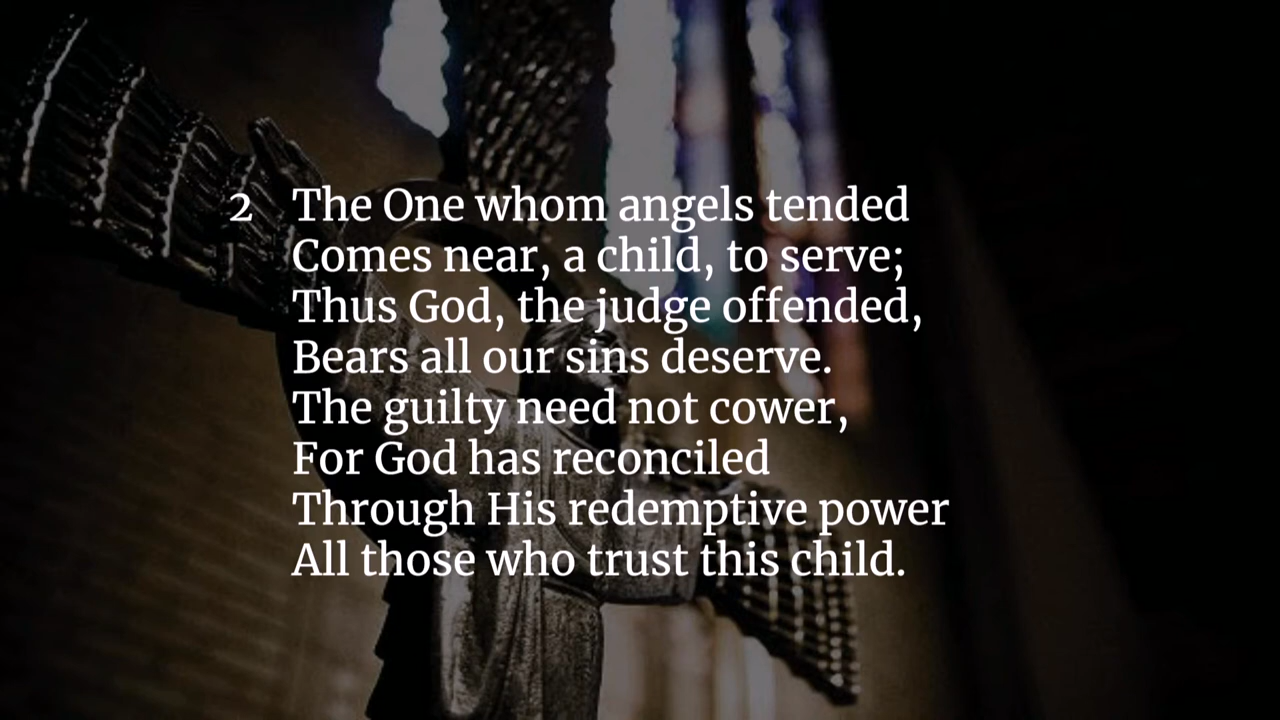 2 The One whom angels tended
Comes near, a child, to serve;
Thus God, the judge offended,
Bears all our sins deserve.
The guilty need not cower,
For God has reconciled
Through His redemptive power
All those who trust this child.